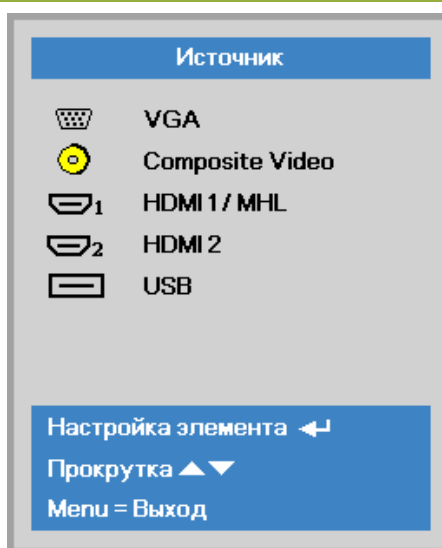 Источник
VGA
Composite Video
1 HDMI 1 / MHL
2 HDMI 2
USB
Настройка элемента
Прокрутка
Menu = Выход